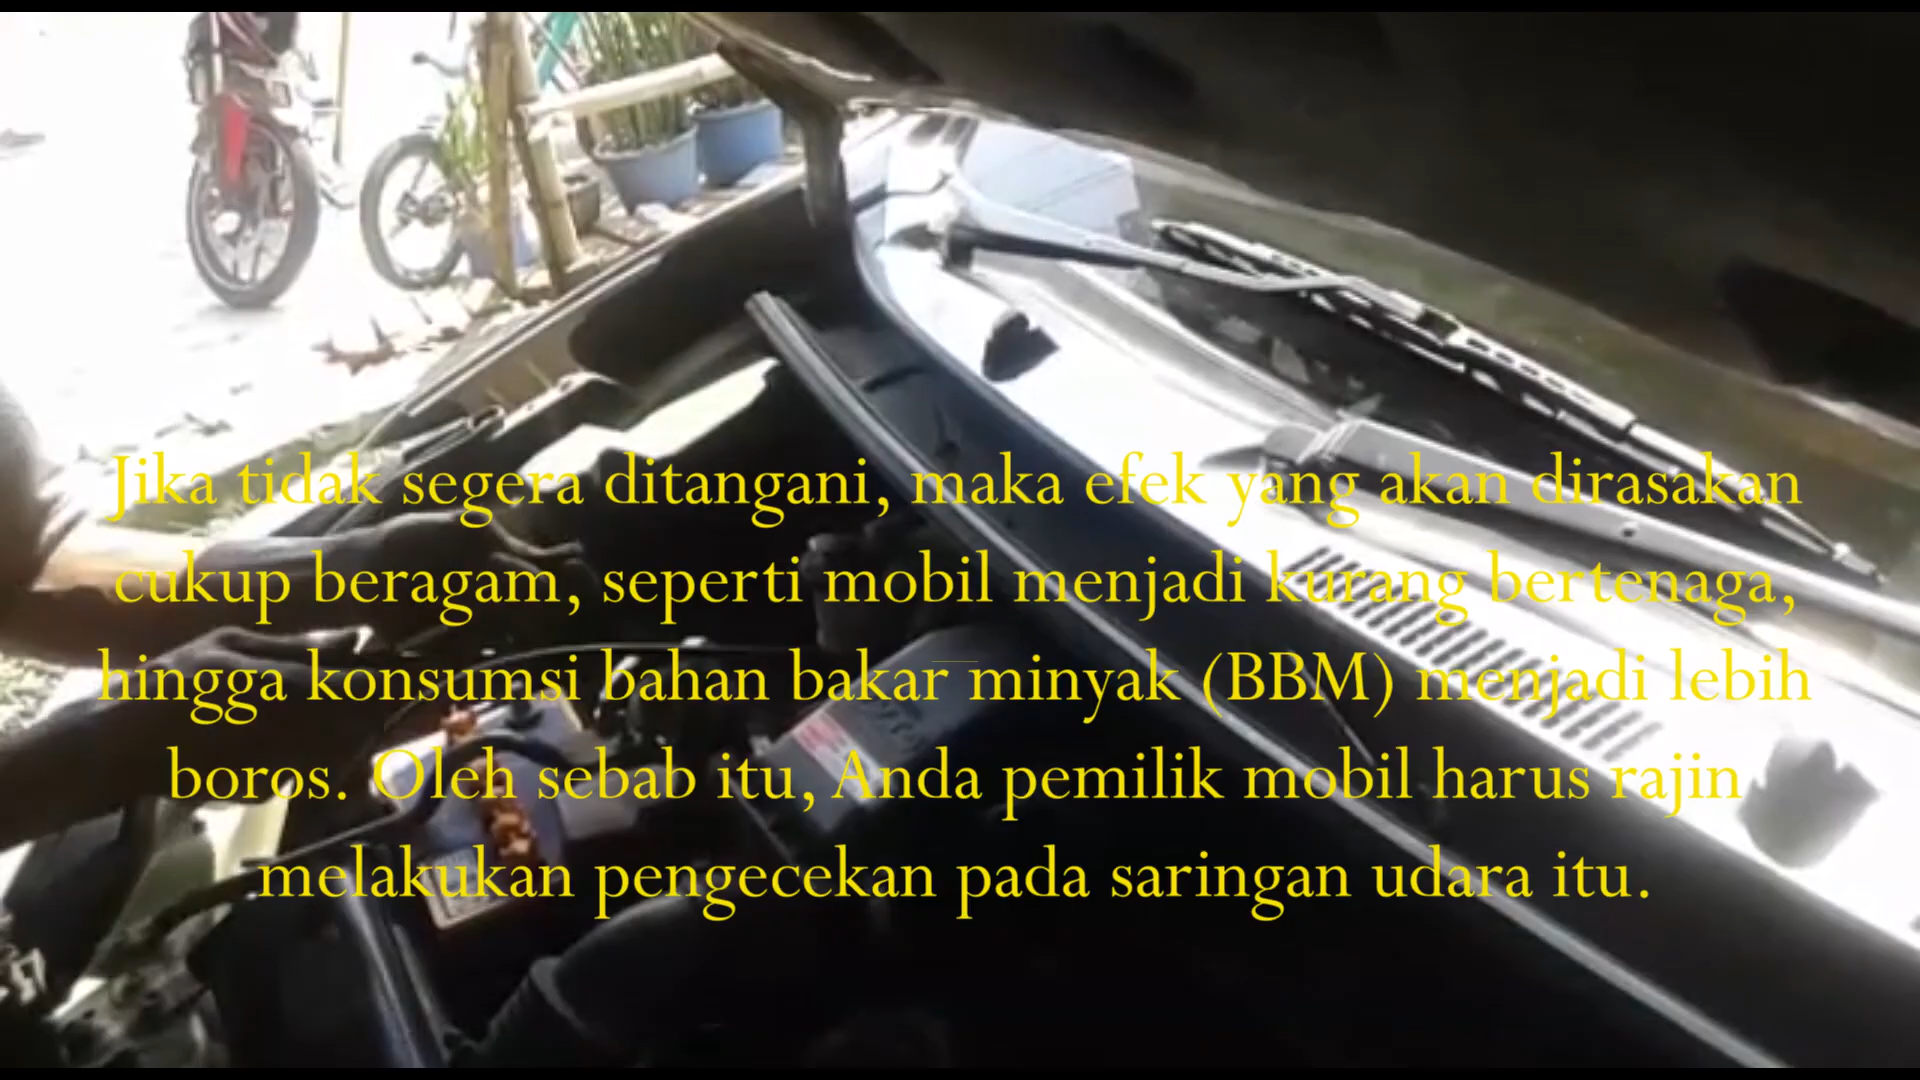 Jika tidak segera ditangani, maka efek yang akan dirasakan
cukup beragam, seperti mobil menjadi kurang bertenaga,
hingga konsumsi bahan bakar minyak (BBM) menjadi lebih
boros. Oleh sebab itu, Anda pemilik mobil harus rajin
melakukan pengecekan pada saringan udara itu.